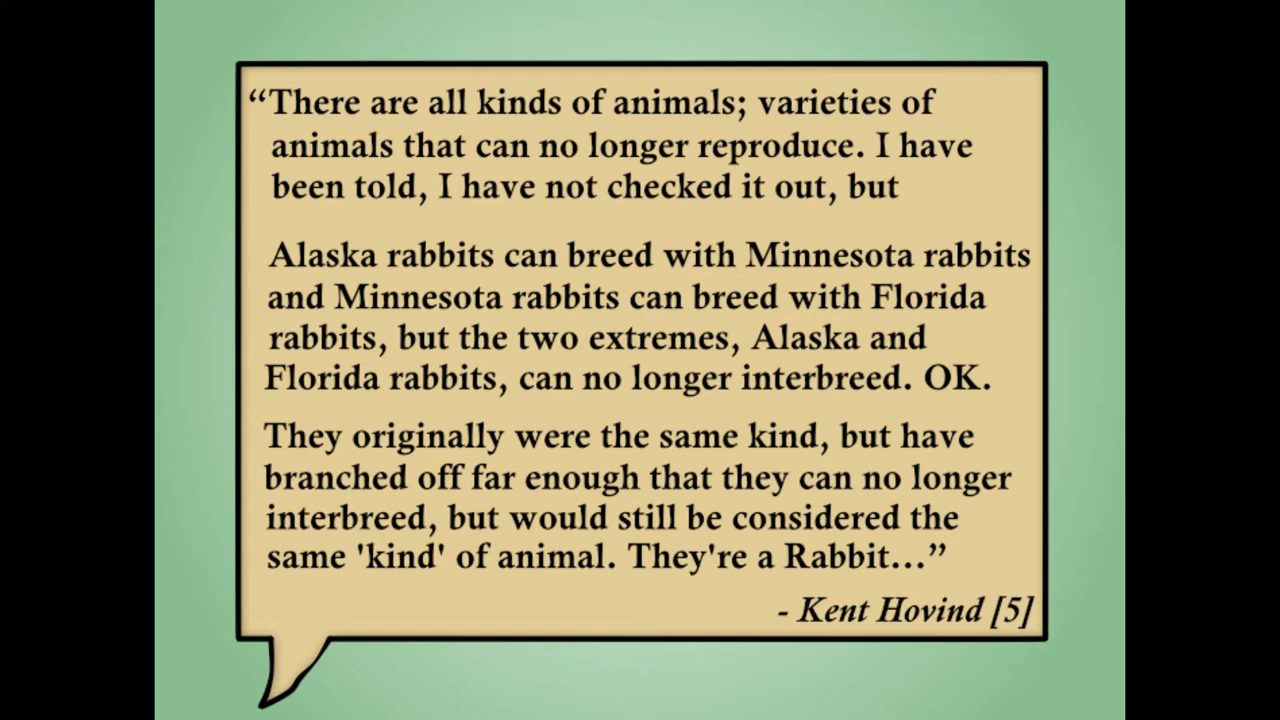 “There are all kinds of animals; varieties of
animals that can no longer reproduce. I have
been told, I have not checked it out, but
Alaska rabbits can breed with Minnesota rabbits
and Minnesota rabbits can breed with Florida
rabbits, but the two extremes, Alaska and
Florida rabbits, can no longer interbreed. OK.
They originally were the same kind, but have
branched off far enough that they can no longer
interbreed, but would still be considered the
same 'kind' of animal. They're a Rabbit...”
- Kent Hovind [5]